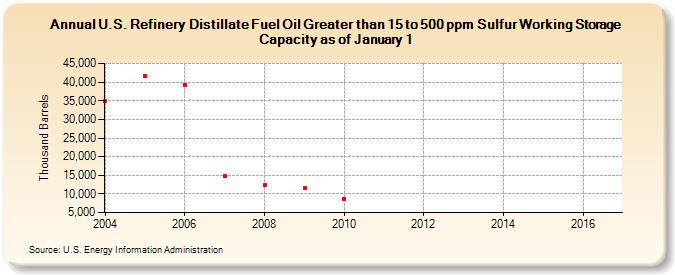 Annual U.S. Refinery Distillate Fuel Oil Greater than 15 to 500 ppm Sulfur Working Storage
Capacity as of January 1
Thousand Barrels
45,000
40,000
35,000
30,000
25,000
20,000
15,000
10,000
5,000
2004 2006 2008 2010 2012 2014 2016
Source: U.S. Energy Information Administration